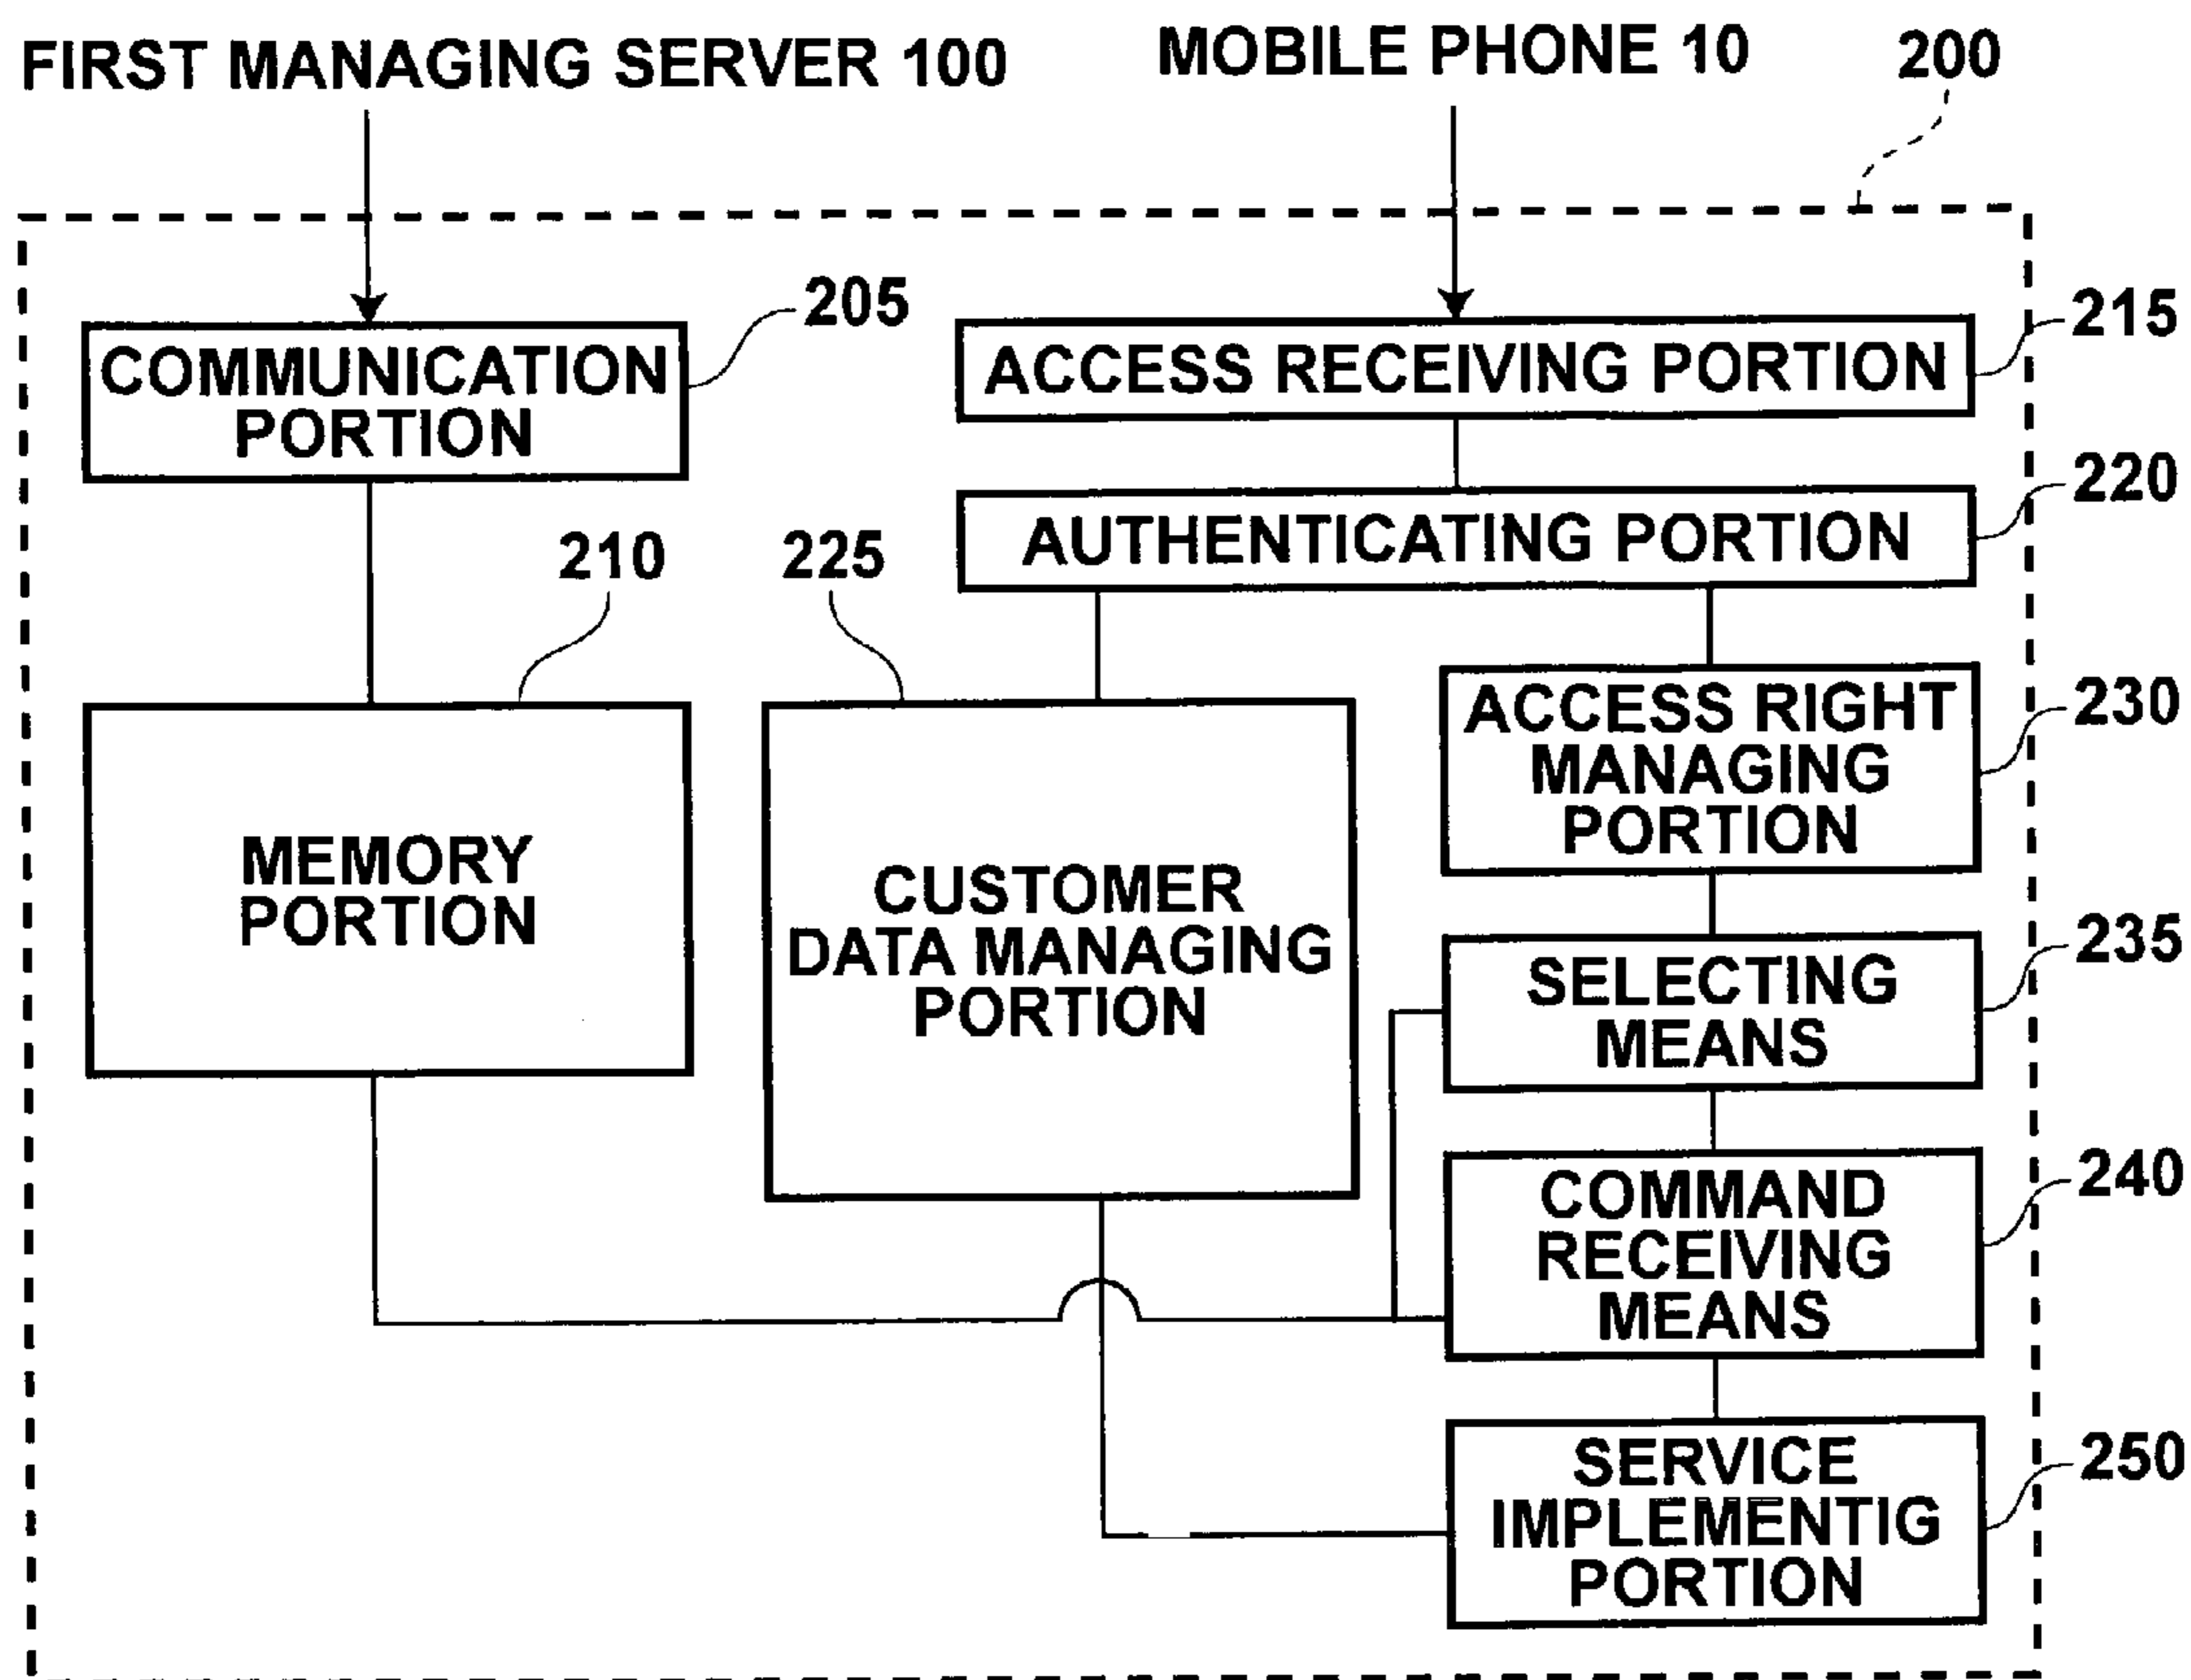 FIRST MANAGING SERVER 100
MOBILE PHONE 10
200
205
COMMUNICATION
PORTION
215
ACCESS RECEIVING PORTION
220
AUTHENTICATING PORTION
210
MEMORY
PORTION
225
CUSTOMER
DATA MANAGING
PORTION
230
ACCESS RIGHT
MANAGING
PORTION
235
SELECTING
MEANS
240
COMMAND
RECEIVING
MEANS
250
SERVICE
IMPLEMENTIG
PORTION